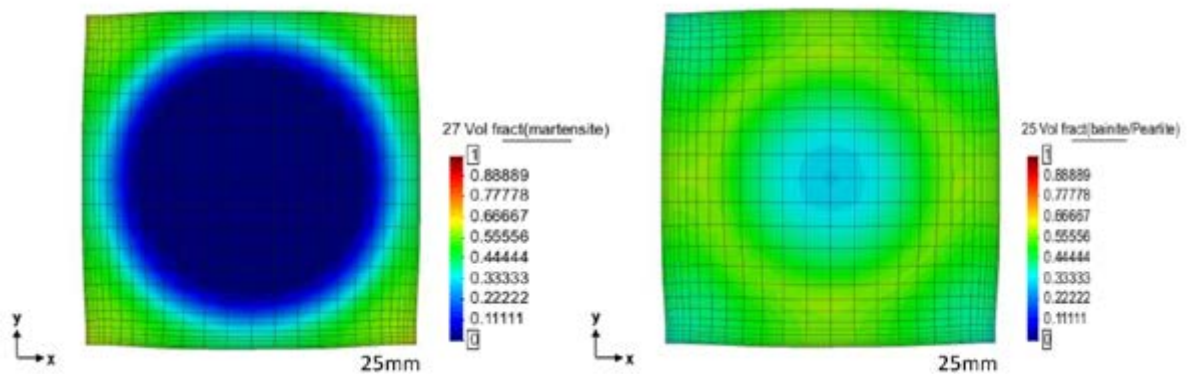 27 Vol fract(martensite)
1
0.88889
0.77778
0.66667
0.55556
0.44444
0.33333
0.22222
0.11111
0
y
x
25mm
25 Vol fract(bainite/Pearlite)
1
0.88889
0.77778
0.66667
0.55556
0.44444
0.33333
0.22222
0.11111
0
y
x
25mm